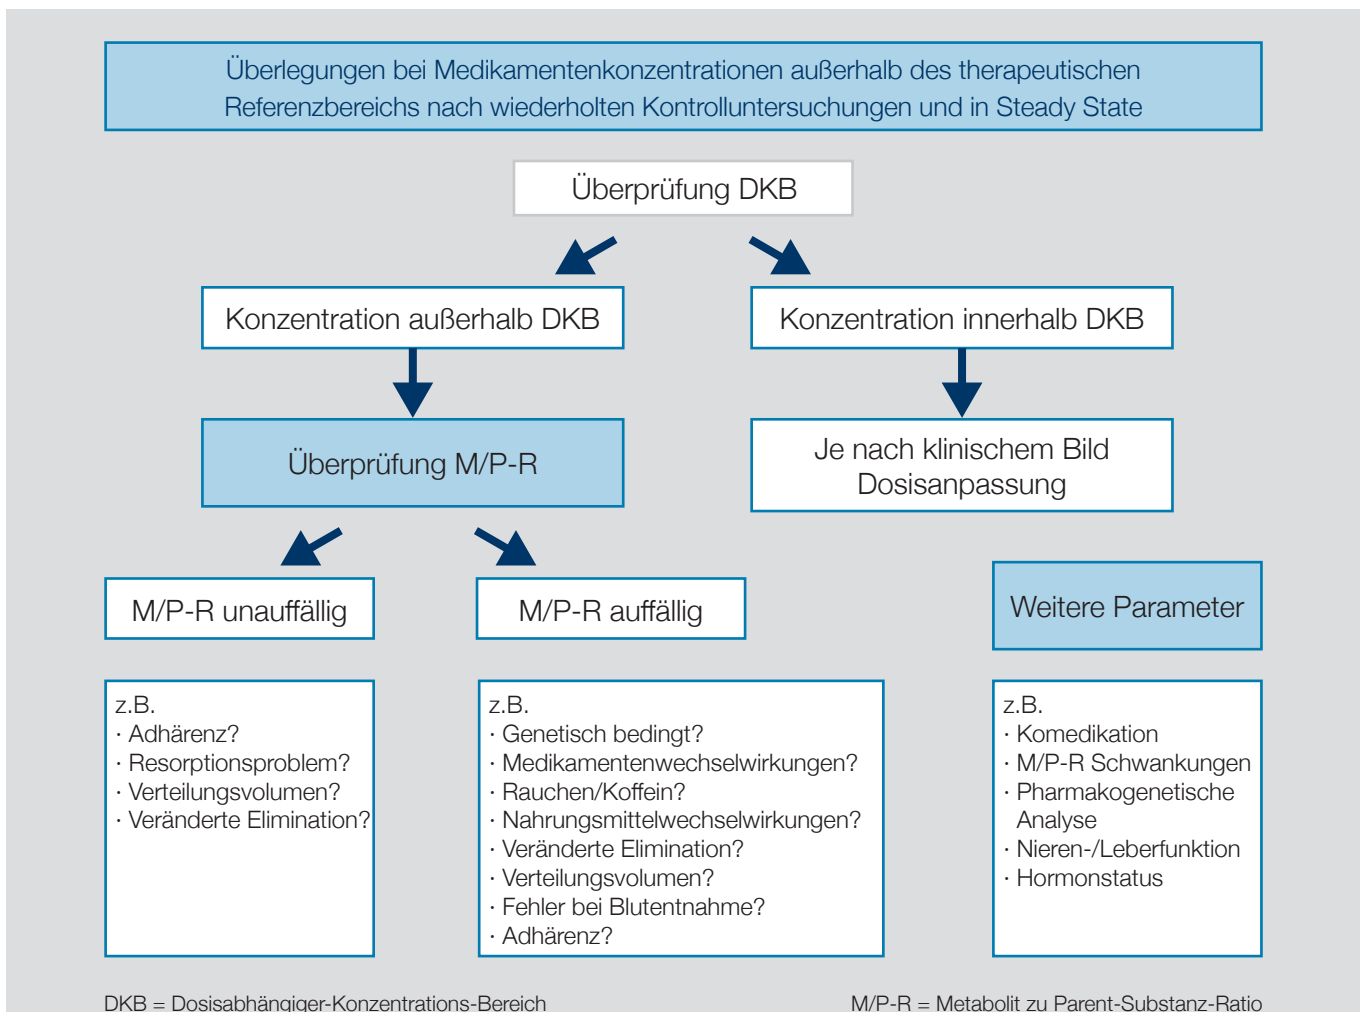 Überlegungen bei Medikamentenkonzentrationen außerhalb des therapeutischen
Referenzbereichs nach wiederholten Kontrolluntersuchungen und in Steady State
Überprüfung DKB
Konzentration außerhalb DKB
Konzentration innerhalb DKB
Überprüfung M/P-R
Je nach klinischem Bild
Dosisanpassung
M/P-R unauffällig
M/P-R auffällig
Weitere Parameter
z.B.
· Adhärenz?
· Resorptionsproblem?
· Verteilungsvolumen?
· Veränderte Elimination?
z.B.
· Genetisch bedingt?
· Medikamentenwechselwirkungen?
· Rauchen/Koffein?
· Nahrungsmittelwechselwirkungen?
· Veränderte Elimination?
· Verteilungsvolumen?
· Fehler bei Blutentnahme?
· Adhärenz?
z.B.
· Komedikation
· M/P-R Schwankungen
· Pharmakogenetische
Analyse
· Nieren-/Leberfunktion
· Hormonstatus
DKB = Dosisabhängiger-Konzentrations-Bereich
M/P-R = Metabolit zu Parent-Substanz-Ratio